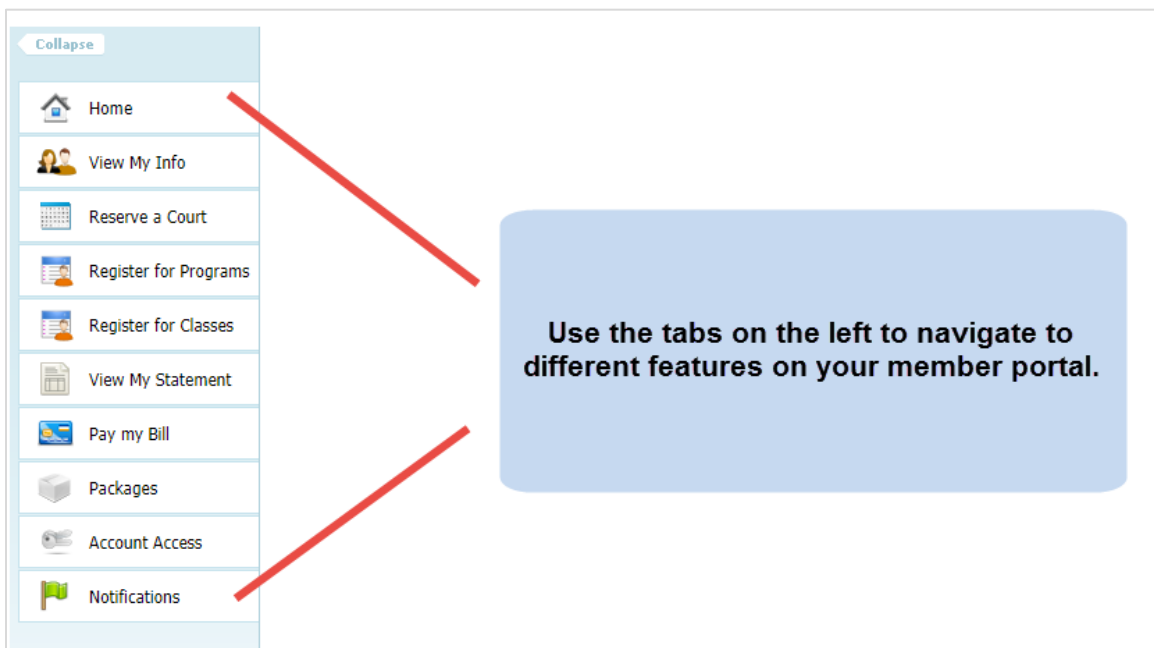 Collapse
Home
View My Info
Reserve a Court
Register for Programs
Register for Classes
View My Statement
Pay my Bill
Packages
Account Access
Notifications
Use the tabs on the left to navigate to
different features on your member portal.